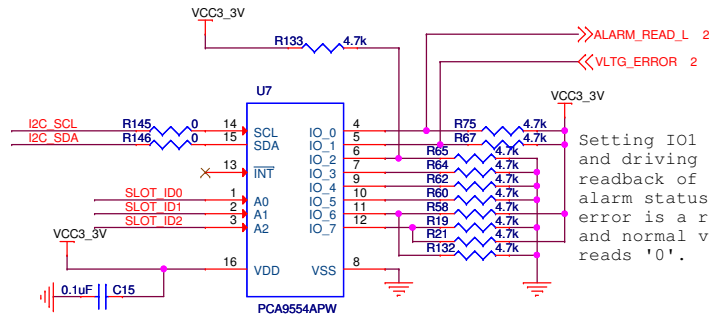 VCC3_3V
R133 4.7k
ALARM_READ_L 2
VLTG_ERROR 2
U7
VCC3_3V
I2C_SCL R145 0 14 SCL IO_0 4 R75 4.7k
I2C_SDA R146 0 15 SDA IO_1 5 R67 4.7k
IO_2 6 R65 4.7k
13 INT IO_3 7 R64 4.7k
IO_4 9 R62 4.7k
SLOT_ID0 1 A0 IO_5 10 R60 4.7k
SLOT_ID1 2 A1 IO_6 11 R58 4.7k
SLOT_ID2 3 A2 IO_7 12 R19 4.7k
R21 4.7k
R132 4.7k
VCC3_3V
16 VDD VSS 8
0.1uF C15
PCA9554APW
Setting IO1
and driving
readback of
alarm status
error is a r
and normal v
reads '0'.